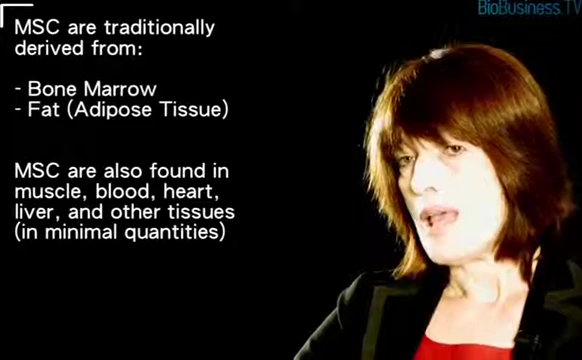 BioBusiness.TV
MSC are traditionally
derived from:
- Bone Marrow
- Fat (Adipose Tissue)
MSC are also found in
muscle, blood, heart,
liver, and other tissues
(in minimal quantities)